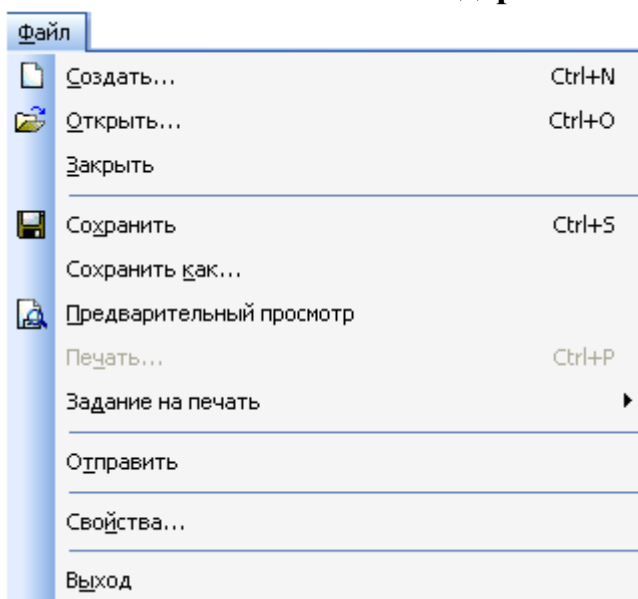 Файл
Создать... Ctrl+N
Открыть... Ctrl+O
Закрыть
Сохранить Ctrl+S
Сохранить как...
Предварительный просмотр
Печать... Ctrl+P
Задание на печать
Отправить
Свойства...
Выход